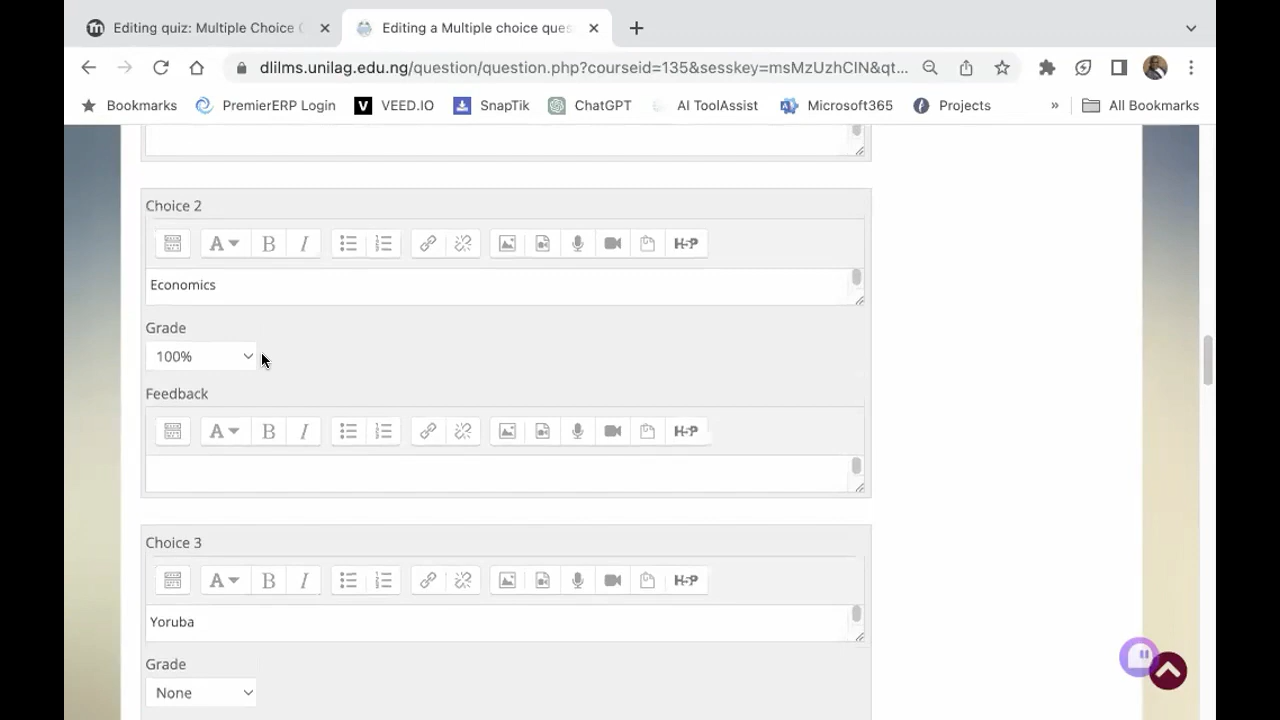 Editing quiz: Multiple Choice
Editing a Multiple choice ques
dlilms.unilag.edu.ng/question/question.php?courseid=135&sesskey=msMzUzhCIN&qt...
Bookmarks
PremierERP Login
V
VEED.IO
SnapTik
ChatGPT
AI ToolAssist
Microsoft365
Projects
»
All Bookmarks
Choice 2
A B I H-P
Economics
Grade
100%
Feedback
A B I H-P
Choice 3
A B I H-P
Yoruba
Grade
None